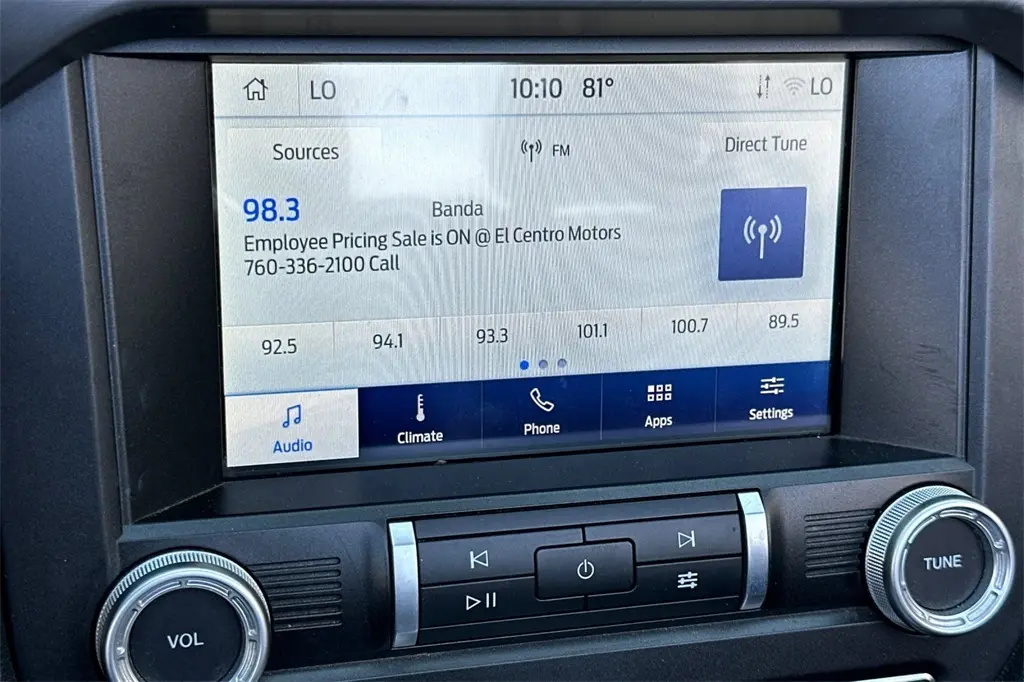 LO 10:10 81° LO
Sources FM Direct Tune
98.3 Banda
Employee Pricing Sale is ON @ El Centro Motors
760-336-2100 Call
92.5 94.1 93.3 101.1 100.7 89.5
Audio Climate Phone Apps Settings
VOL
TUNE